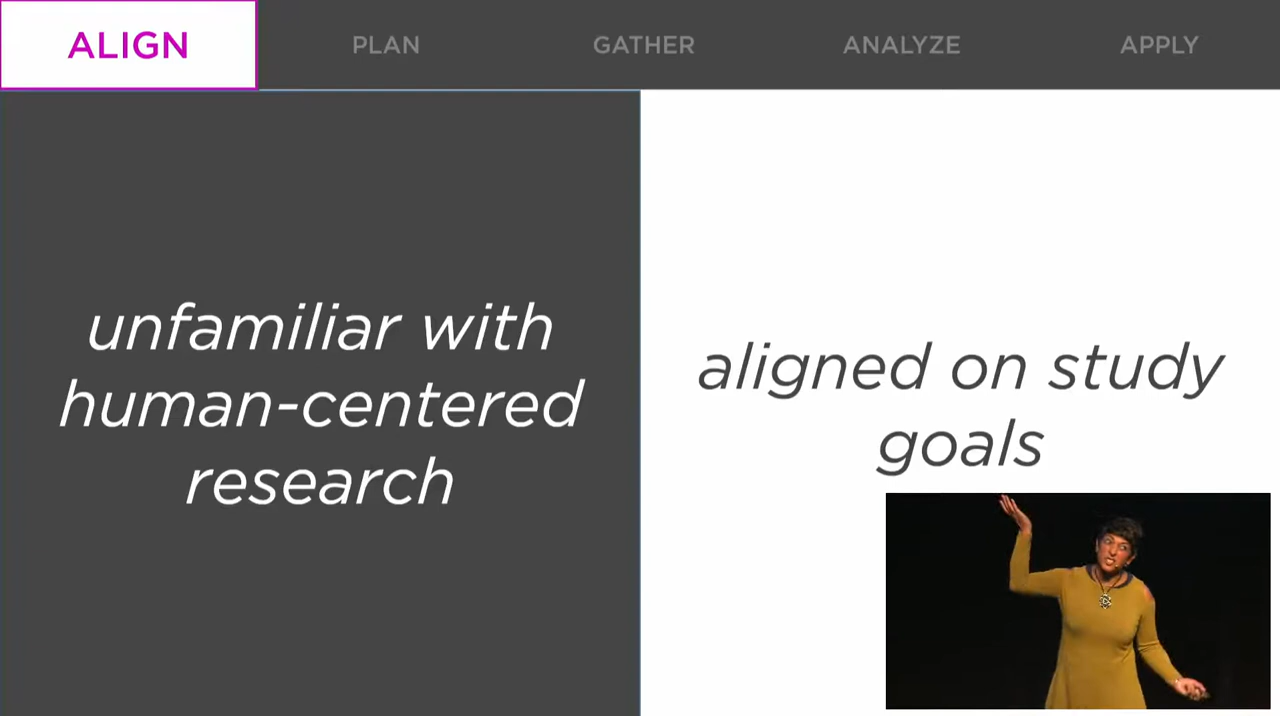 ALIGN PLAN GATHER ANALYZE APPLY
unfamiliar with
human-centered
research
aligned on study
goals